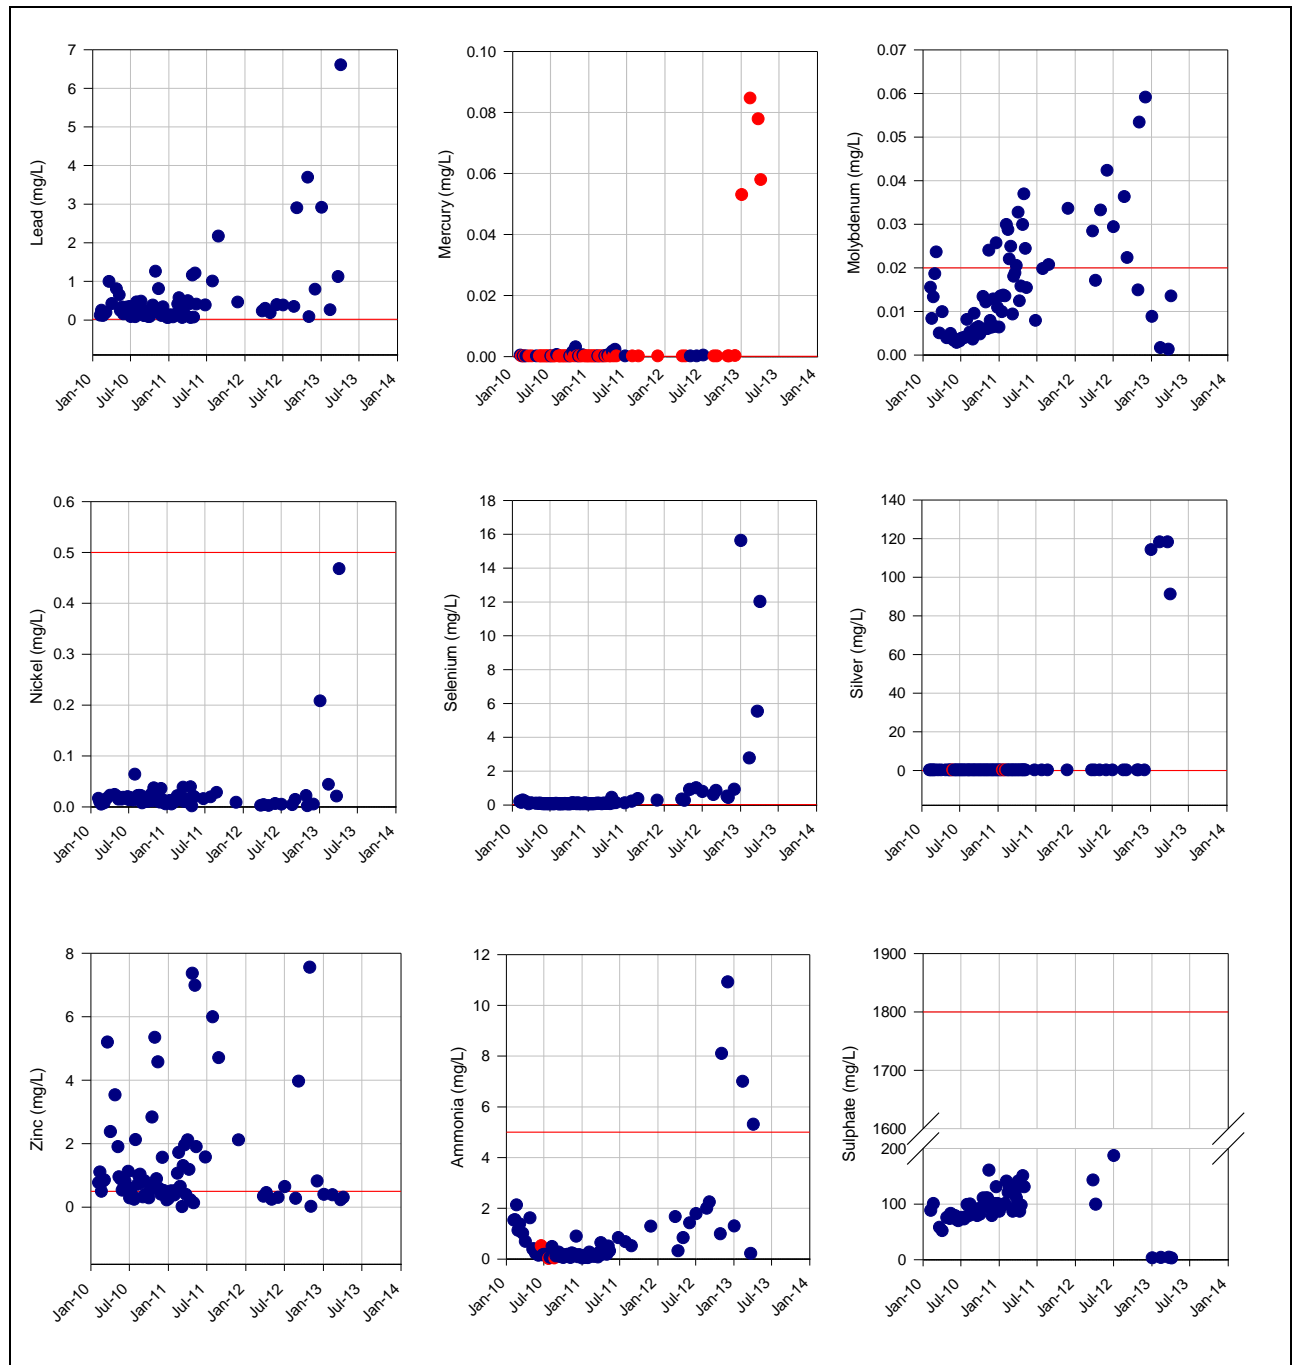 Lead (mg/L)
7
6
5
4
3
2
1
0
Jan-10
Jul-10
Jan-11
Jul-11
Jan-12
Jul-12
Jan-13
Jul-13
Jan-14
Mercury (mg/L)
0.10
0.08
0.06
0.04
0.02
0.00
Jan-10
Jul-10
Jan-11
Jul-11
Jan-12
Jul-12
Jan-13
Jul-13
Jan-14
Molybdenum (mg/L)
0.07
0.06
0.05
0.04
0.03
0.02
0.01
0.00
Jan-10
Jul-10
Jan-11
Jul-11
Jan-12
Jul-12
Jan-13
Jul-13
Jan-14
Nickel (mg/L)
0.6
0.5
0.4
0.3
0.2
0.1
0.0
Jan-10
Jul-10
Jan-11
Jul-11
Jan-12
Jul-12
Jan-13
Jul-13
Jan-14
Selenium (mg/L)
18
16
14
12
10
8
6
4
2
0
Jan-10
Jul-10
Jan-11
Jul-11
Jan-12
Jul-12
Jan-13
Jul-13
Jan-14
Silver (mg/L)
140
120
100
80
60
40
20
0
Jan-10
Jul-10
Jan-11
Jul-11
Jan-12
Jul-12
Jan-13
Jul-13
Jan-14
Zinc (mg/L)
8
6
4
2
0
Jan-10
Jul-10
Jan-11
Jul-11
Jan-12
Jul-12
Jan-13
Jul-13
Jan-14
Ammonia (mg/L)
12
10
8
6
4
2
0
Jan-10
Jul-10
Jan-11
Jul-11
Jan-12
Jul-12
Jan-13
Jul-13
Jan-14
Sulphate (mg/L)
1900
1800
1700
1600
200
100
0
Jan-10
Jul-10
Jan-11
Jul-11
Jan-12
Jul-12
Jan-13
Jul-13
Jan-14